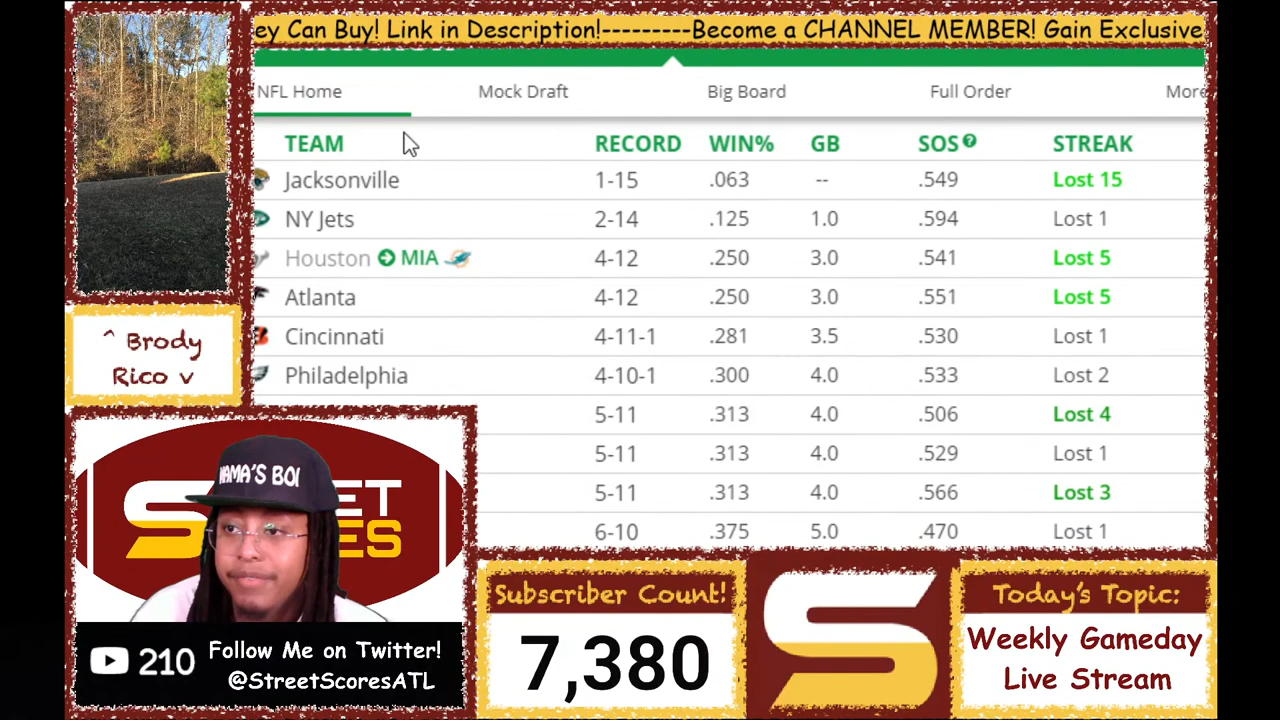 ey Can Buy! Link in Description!---------Become a CHANNEL MEMBER! Gain Exclusive
NFL Home Mock Draft Big Board Full Order More
TEAM RECORD WIN% GB SOS ? STREAK
Jacksonville 1-15 .063 -- .549 Lost 15
NY Jets 2-14 .125 1.0 .594 Lost 1
Houston MIA 4-12 .250 3.0 .541 Lost 5
Atlanta 4-12 .250 3.0 .551 Lost 5
Cincinnati 4-11-1 .281 3.5 .530 Lost 1
Philadelphia 4-10-1 .300 4.0 .533 Lost 2
5-11 .313 4.0 .506 Lost 4
5-11 .313 4.0 .529 Lost 1
5-11 .313 4.0 .566 Lost 3
6-10 .375 5.0 .470 Lost 1
^ Brody
Rico v
MAMA'S BOI
ET
ES
210 Follow Me on Twitter!
@StreetScoresATL
Subscriber Count!
7,380
S
Today's Topic:
Weekly Gameday
Live Stream